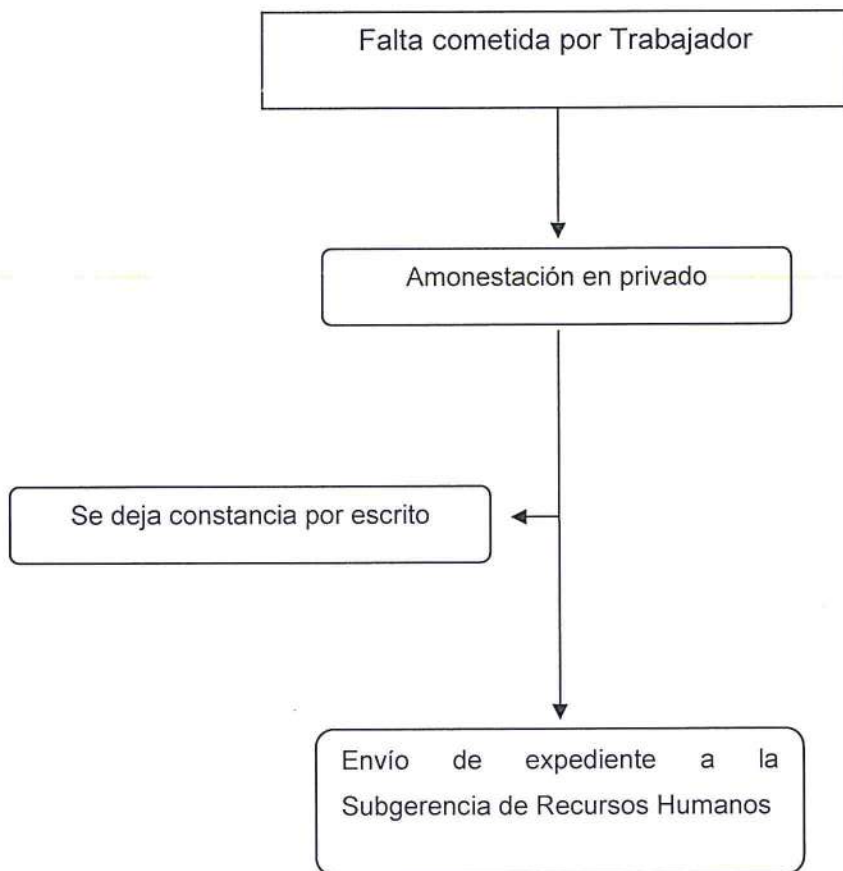 Falta cometida por Trabajador
Amonestación en privado
Se deja constancia por escrito
Envío de expediente a la
Subgerencia de Recursos Humanos